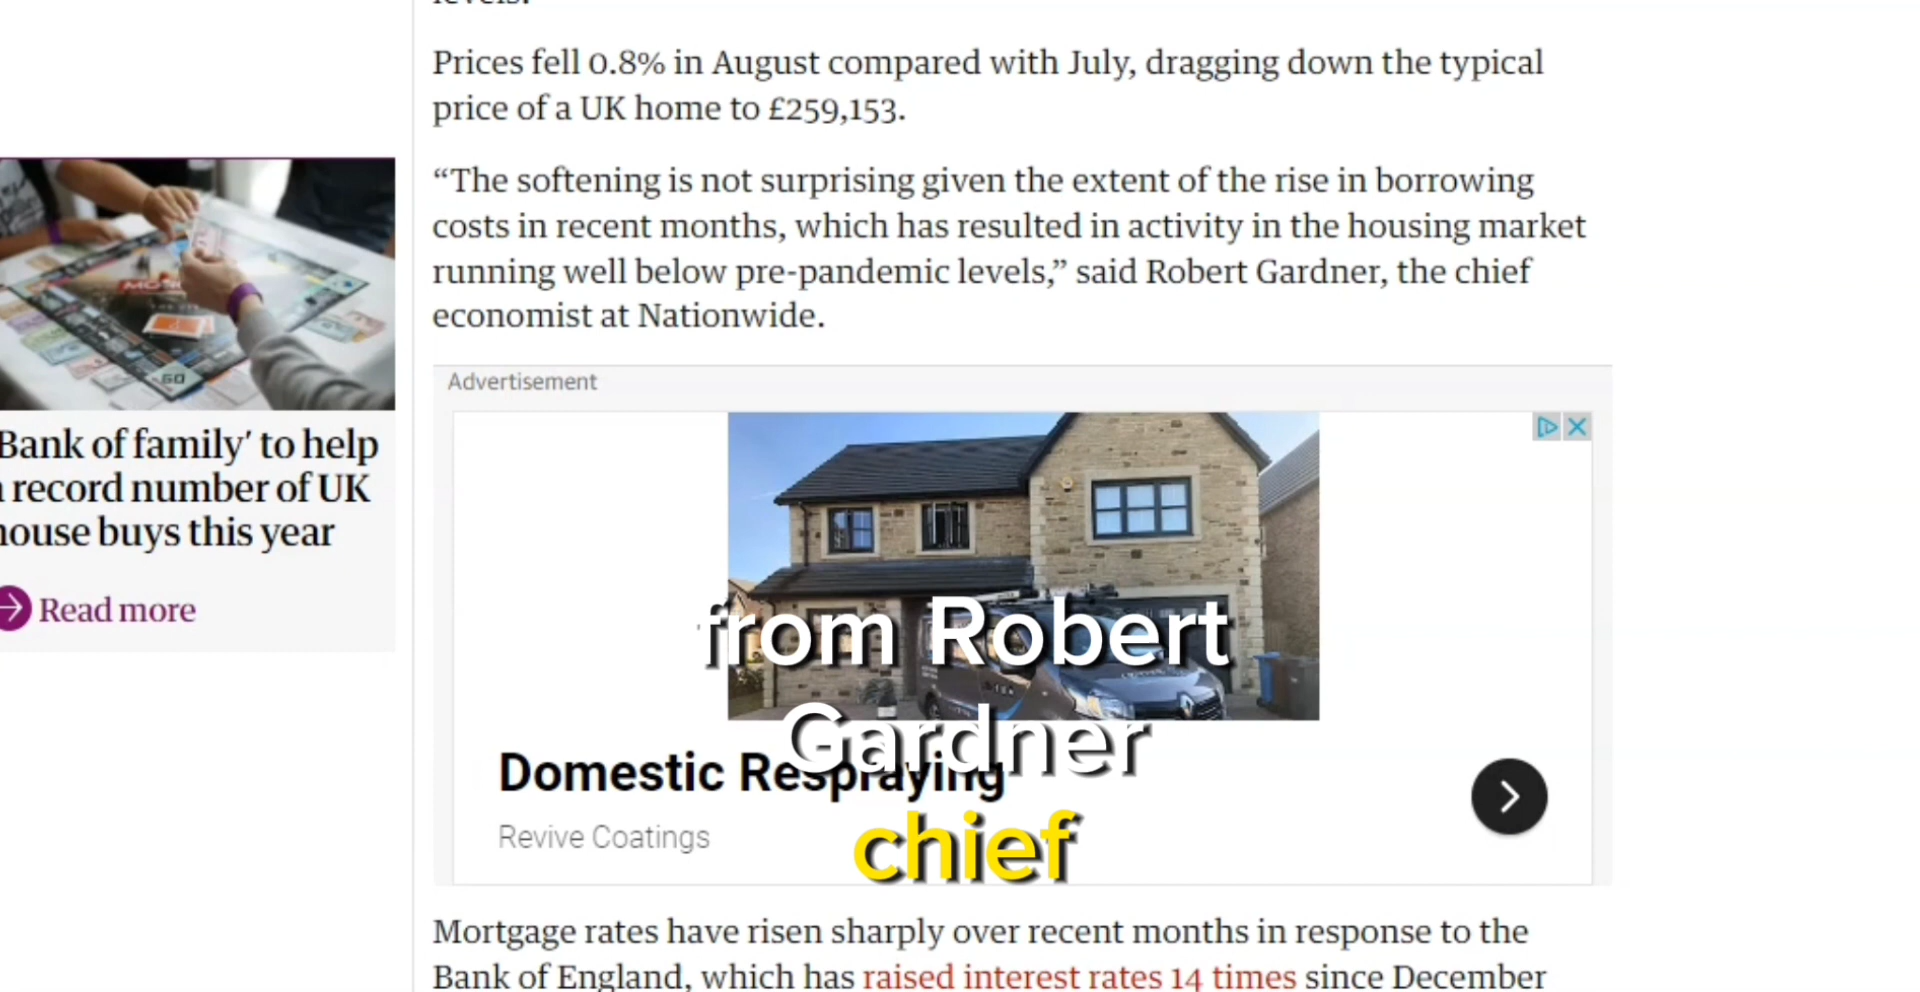 levels.
Prices fell 0.8% in August compared with July, dragging down the typical
price of a UK home to £259,153.
“The softening is not surprising given the extent of the rise in borrowing
costs in recent months, which has resulted in activity in the housing market
running well below pre-pandemic levels,” said Robert Gardner, the chief
economist at Nationwide.
GO
Bank of family’ to help
record number of UK
house buys this year
Read more
Advertisement
Domestic Respraying
Revive Coatings
from Robert
Gardner
chief
Mortgage rates have risen sharply over recent months in response to the
Bank of England, which has raised interest rates 14 times since December